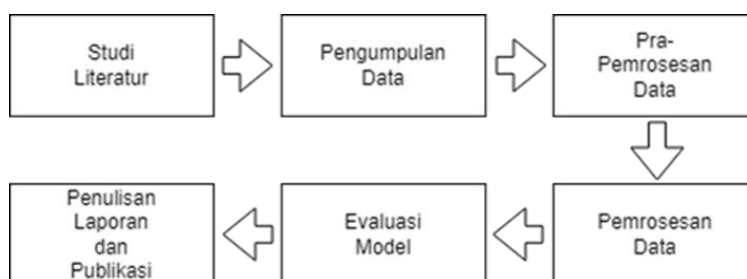 Studi
Literatur
Pengumpulan
Data
Pra-
Pemrosesan
Data
Pemrosesan
Data
Evaluasi
Model
Penulisan
Laporan
dan
Publikasi